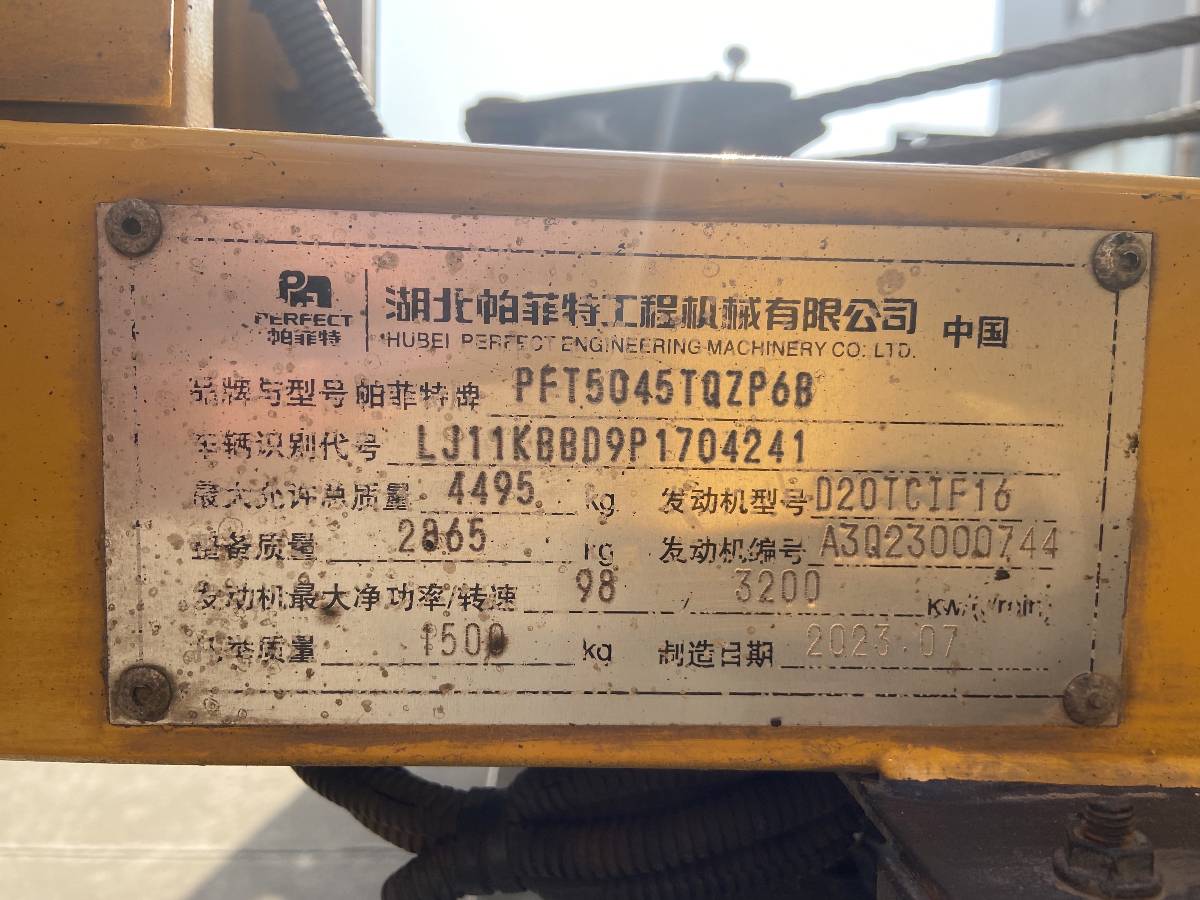 PERFECT
帕菲特
湖北帕菲特工程机械有限公司 中国
HUBEI PERFECT ENGINEERING MACHINERY CO. LTD.
品牌与型号 帕菲特牌 PFT5045TQZP6B
车辆识别代号 LJ11KBBD9P1704241
最大允许总质量 4495 kg 发动机型号 D20TCIF16
整备质量 2865 kg 发动机编号 A3Q23000744
发动机最大净功率/转速 98 / 3200 kw/(r/min)
托举质量 1500 kg 制造日期 2023.07